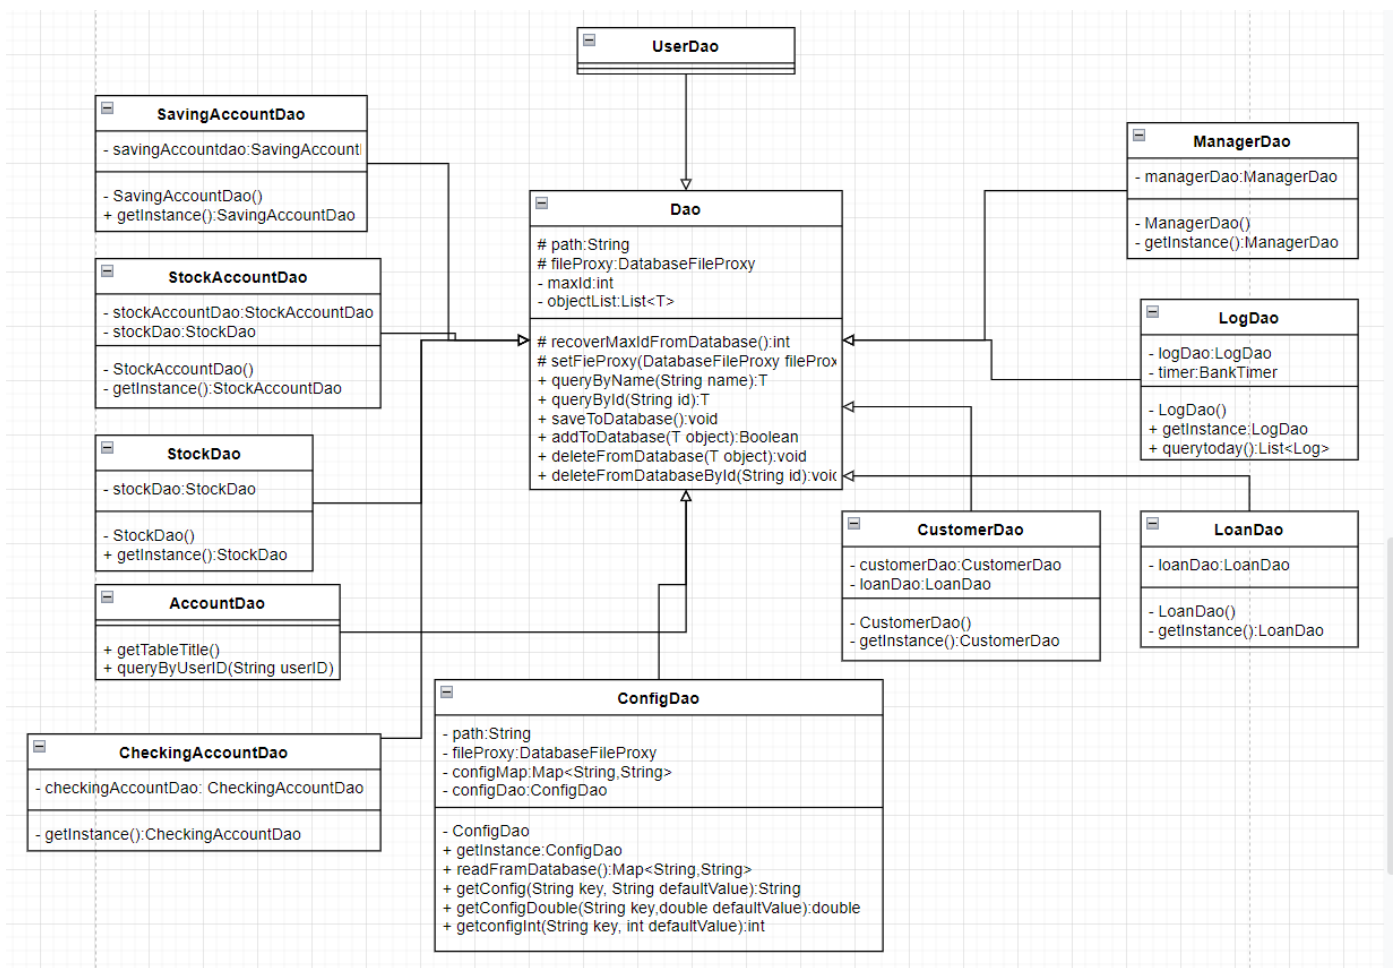 UserDao
SavingAccountDao
- savingAccountdao:SavingAccount
- SavingAccountDao()
+ getInstance():SavingAccountDao
StockAccountDao
- stockAccountDao:StockAccountDao
- stockDao:StockDao
- StockAccountDao()
- getInstance():StockAccountDao
StockDao
- stockDao:StockDao
- StockDao()
+ getInstance():StockDao
AccountDao
+ getTableTitle()
+ queryByUserID(String userID)
CheckingAccountDao
- checkingAccountDao: CheckingAccountDao
- getInstance():CheckingAccountDao
Dao
# path:String
# fileProxy:DatabaseFileProxy
- maxId:int
- objectList:List<T>
# recoverMaxIdFromDatabase():int
# setFieProxy(DatabaseFileProxy fileProx
+ queryByName(String name):T
+ queryById(String id):T
+ saveToDatabase():void
+ addToDatabase(T object):Boolean
+ deleteFromDatabase(T object):void
+ deleteFromDatabaseById(String id):void
ConfigDao
- path:String
- fileProxy:DatabaseFileProxy
- configMap:Map<String,String>
- configDao:ConfigDao
- ConfigDao
+ getInstance:ConfigDao
+ readFramDatabase():Map<String,String>
+ getConfig(String key, String defaultValue):String
+ getConfigDouble(String key,double defaultValue):double
+ getconfigInt(String key, int defaultValue):int
ManagerDao
- managerDao:ManagerDao
- ManagerDao()
- getInstance():ManagerDao
LogDao
- logDao:LogDao
- timer:BankTimer
- LogDao()
+ getInstance:LogDao
+ querytoday():List<Log>
CustomerDao
- customerDao:CustomerDao
- loanDao:LoanDao
- CustomerDao()
- getInstance():CustomerDao
LoanDao
- loanDao:LoanDao
- LoanDao()
- getInstance():LoanDao